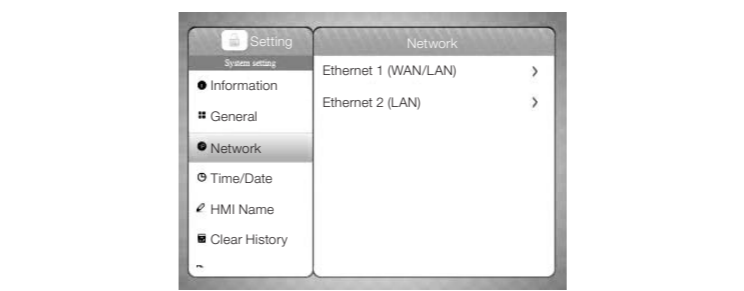 Setting
System setting
Information
General
Network
Time/Date
HMI Name
Clear History
Network
Ethernet 1 (WAN/LAN)
Ethernet 2 (LAN)